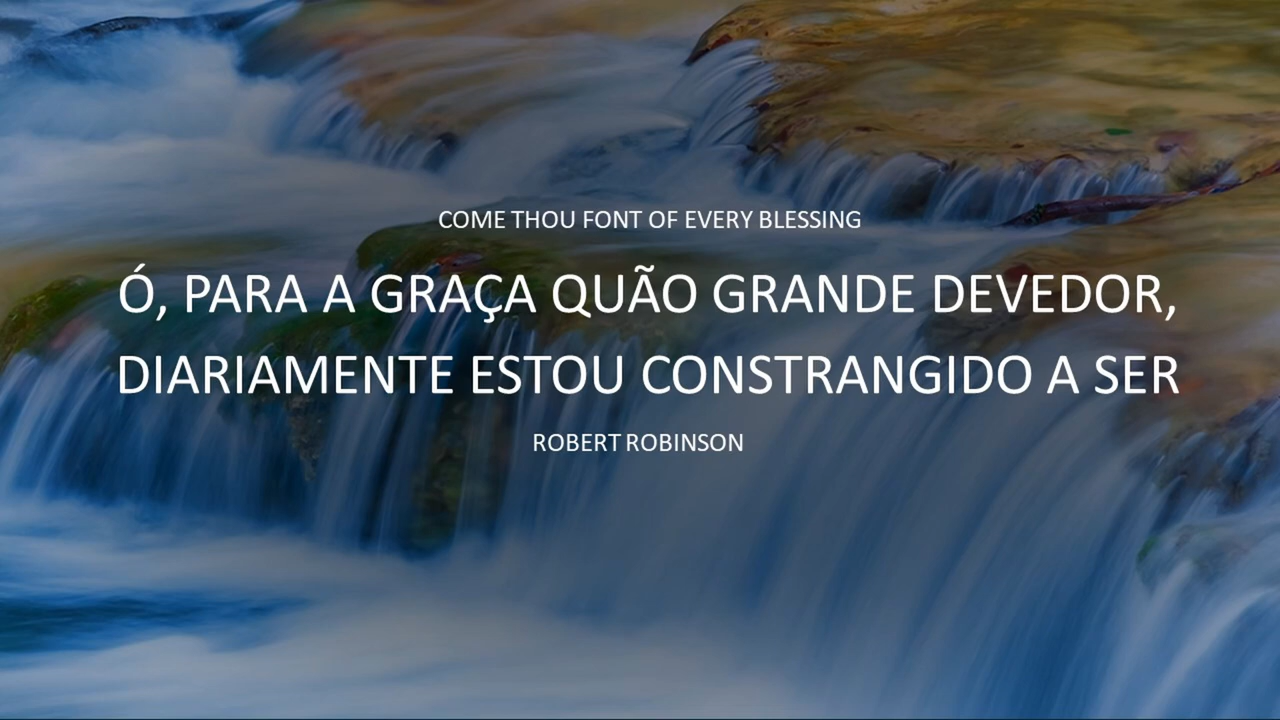 COME THOU FONT OF EVERY BLESSING
Ó, PARA A GRAÇA QUÃO GRANDE DEVEDOR,
DIARIAMENTE ESTOU CONSTRANGIDO A SER
ROBERT ROBINSON